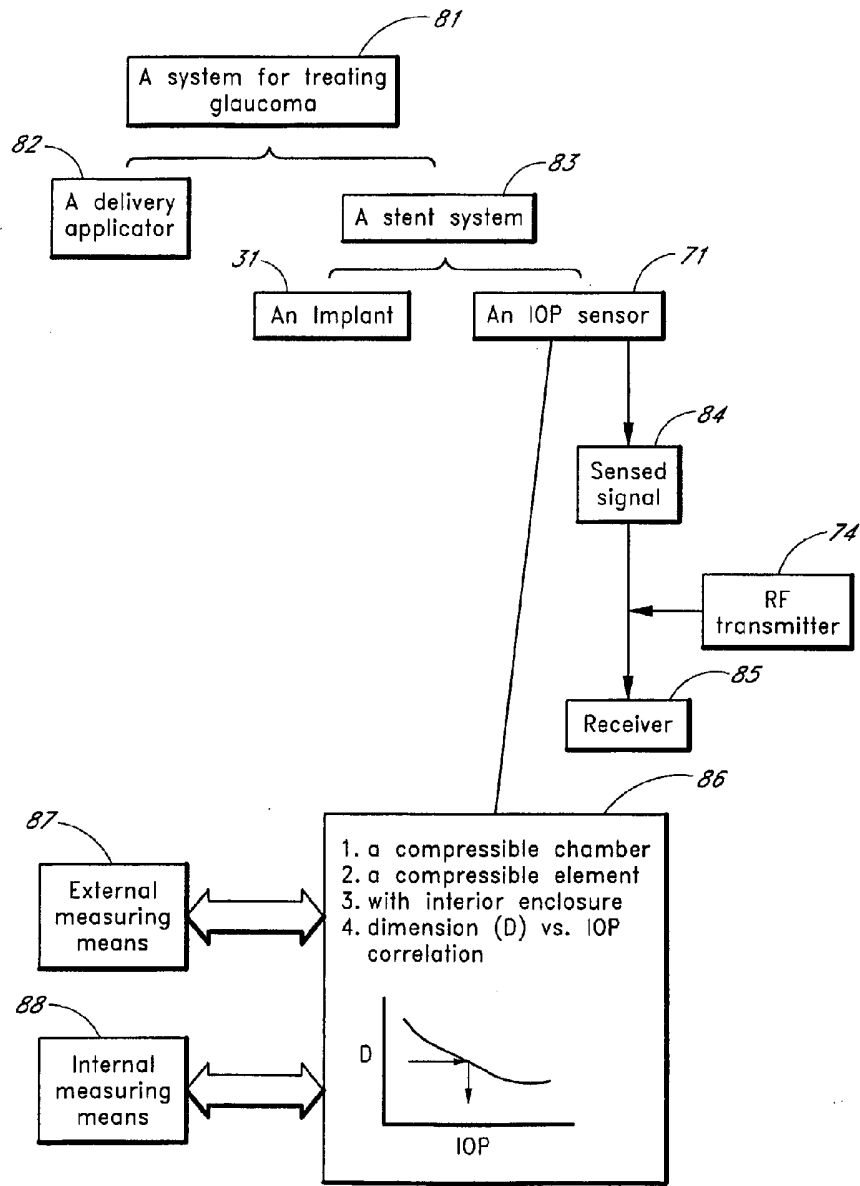 81
A system for treating
glaucoma
82
A delivery
applicator
83
A stent system
31
An Implant
71
An IOP sensor
84
Sensed
signal
74
RF
transmitter
85
Receiver
86
1. a compressible chamber
2. a compressible element
3. with interior enclosure
4. dimension (D) vs. IOP
correlation
87
External
measuring
means
88
Internal
measuring
means
D
IOP